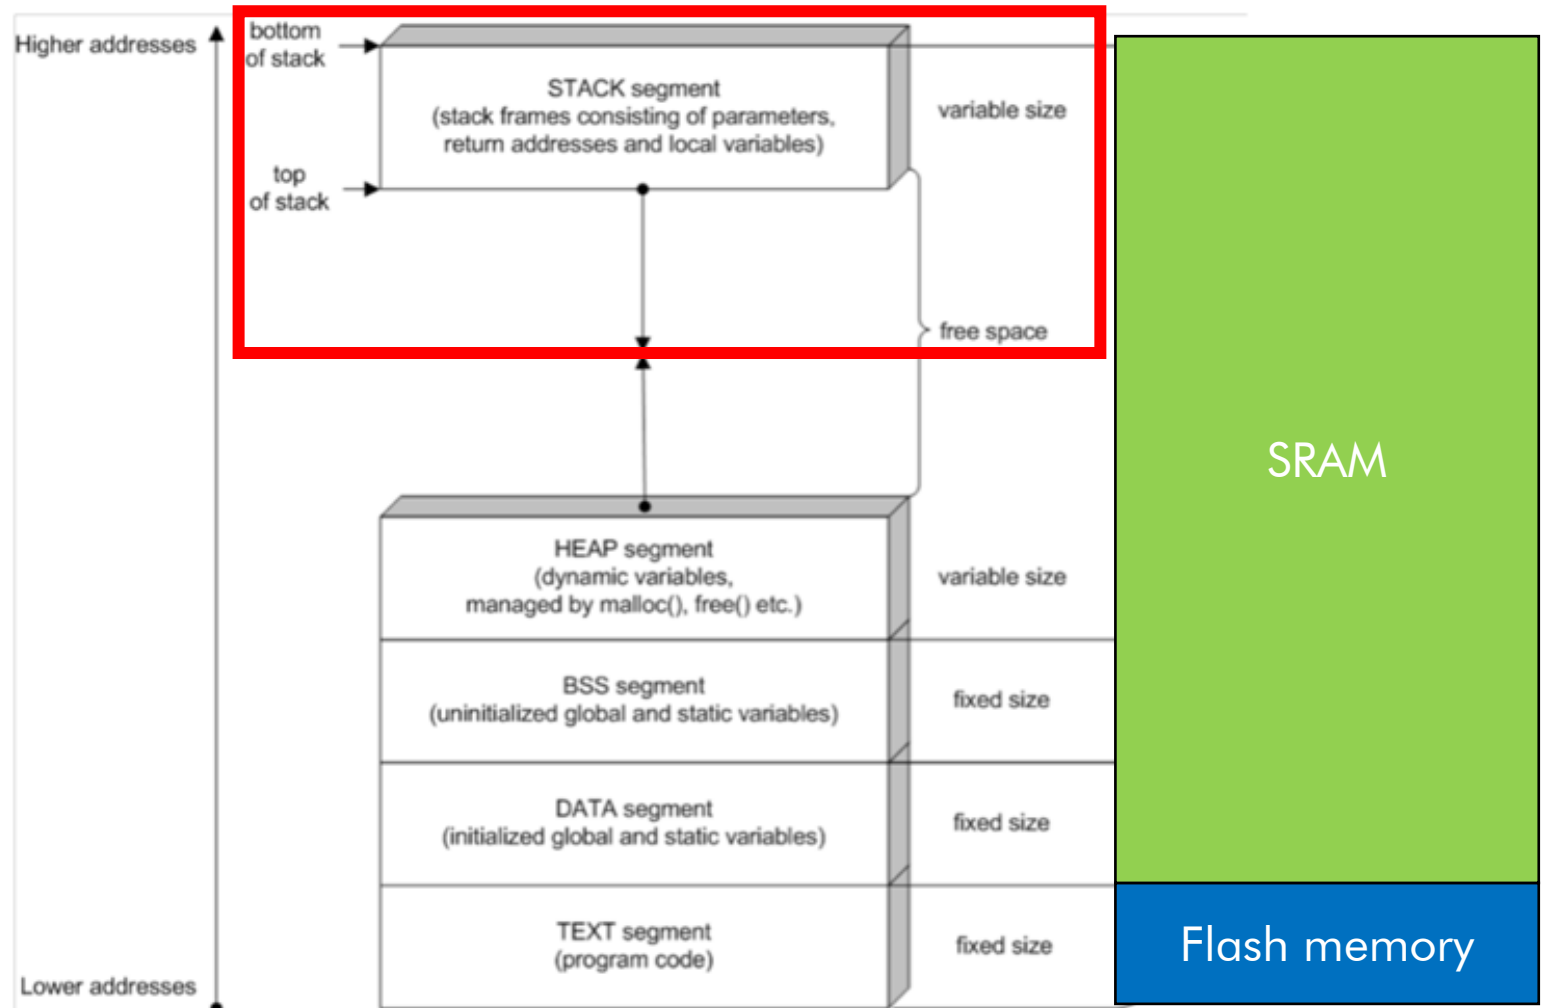 Higher addresses
bottom
of stack
STACK segment
(stack frames consisting of parameters,
return addresses and local variables)
variable size
top
of stack
free space
SRAM
HEAP segment
(dynamic variables,
managed by malloc(), free() etc.)
variable size
BSS segment
(uninitialized global and static variables)
fixed size
DATA segment
(initialized global and static variables)
fixed size
TEXT segment
(program code)
fixed size
Flash memory
Lower addresses